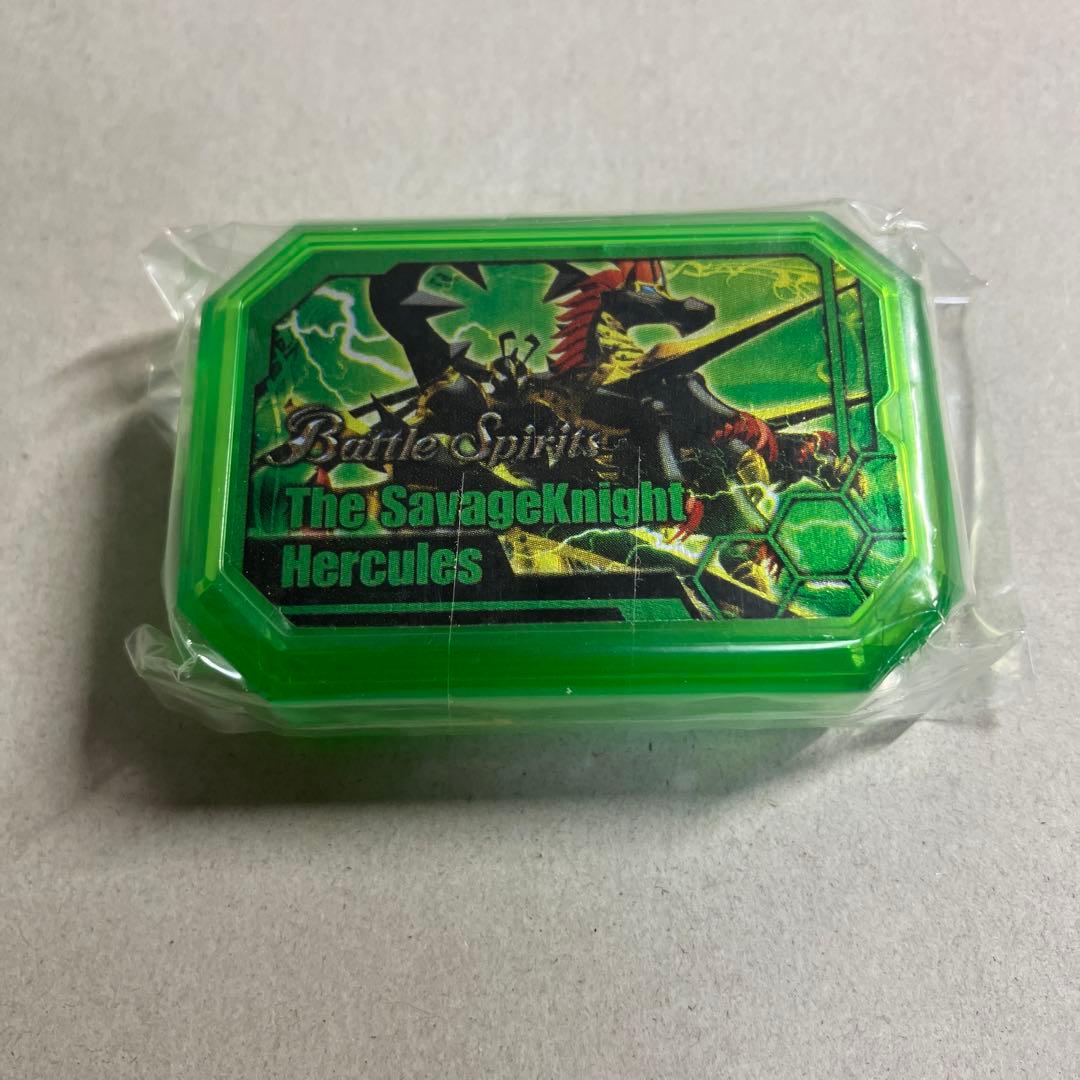 Battle Spirits
The SavageKnight
Hercules